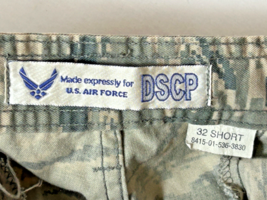 Made expressly for
U.S. AIR FORCE
DSCP
32 SHORT
8415-01-536-3830